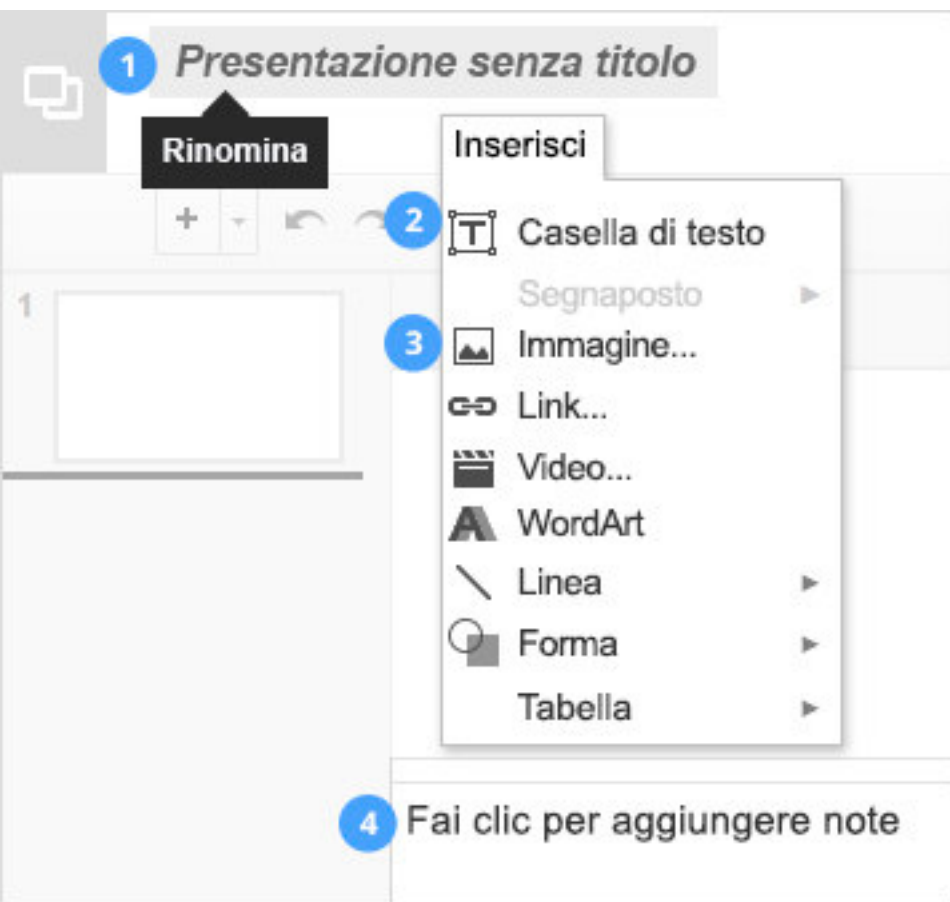 1 Presentazione senza titolo
Rinomina
Inserisci
2 Casella di testo
Segnaposto
3 Immagine...
Link...
Video...
WordArt
Linea
Forma
Tabella
1
4 Fai clic per aggiungere note